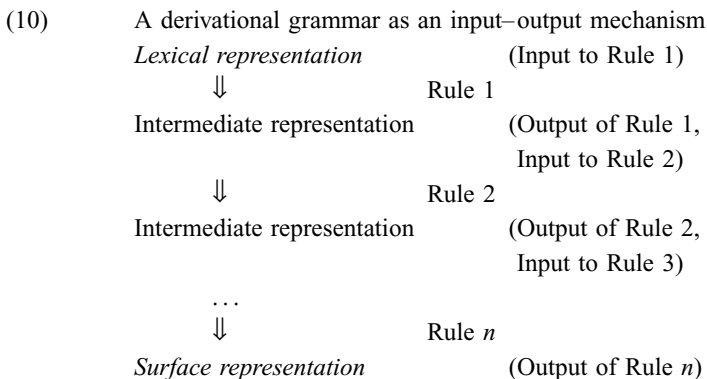 (10) A derivational grammar as an input–output mechanism
Lexical representation (Input to Rule 1)
⇓ Rule 1
Intermediate representation (Output of Rule 1,
Input to Rule 2)
⇓ Rule 2
Intermediate representation (Output of Rule 2,
Input to Rule 3)
...
⇓ Rule n
Surface representation (Output of Rule n)